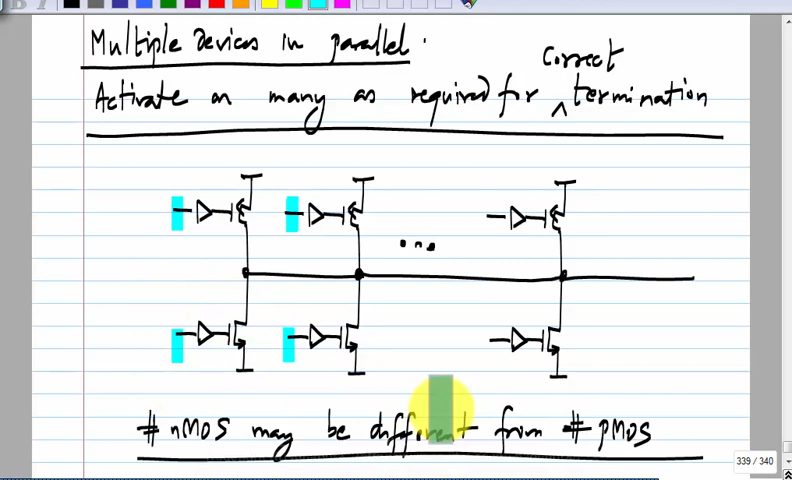 Multiple devices in parallel.
Activate as many as required for correct termination
...
# nMOS may be different from # pMOS
339 / 340